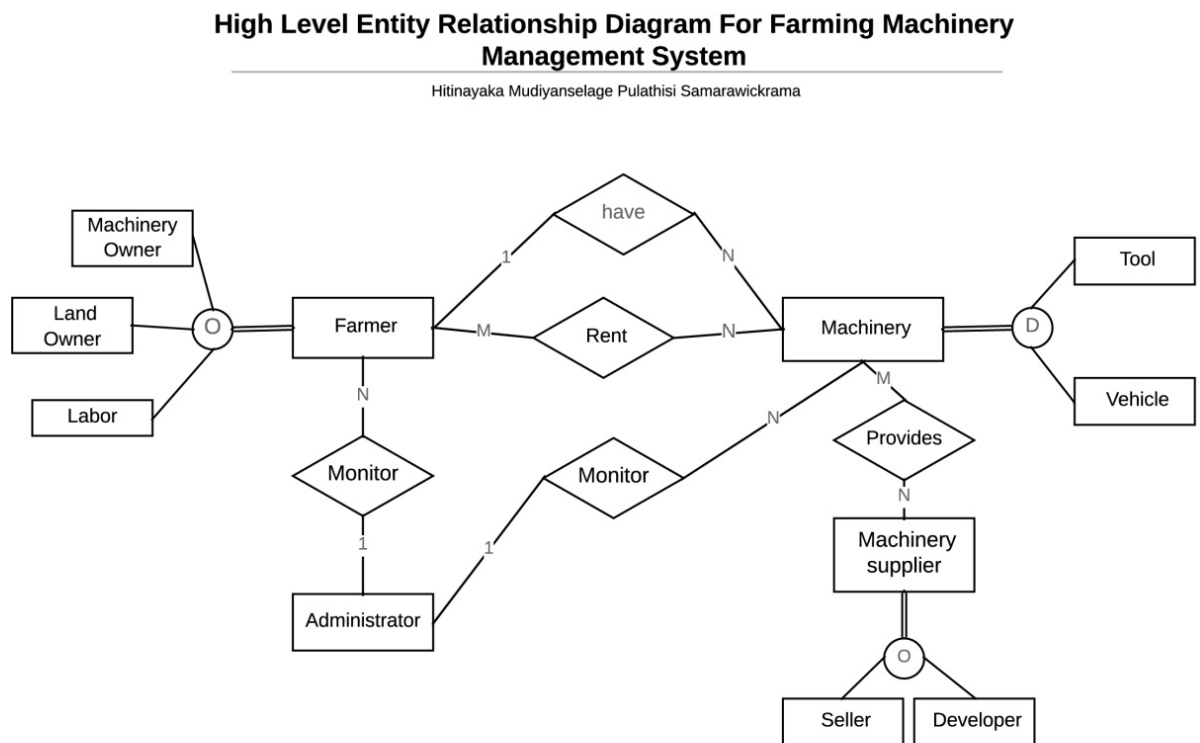 High Level Entity Relationship Diagram For Farming Machinery
Management System
Hitinayaka Mudiyanselage Pulathisi Samarawickrama
have
Machinery
Owner
1
N
Tool
Land
Owner
O
Farmer
M
Rent
N
Machinery
D
N
M
Vehicle
Labor
N
Provides
Monitor
Monitor
N
1
1
Machinery
supplier
Administrator
O
Seller
Developer